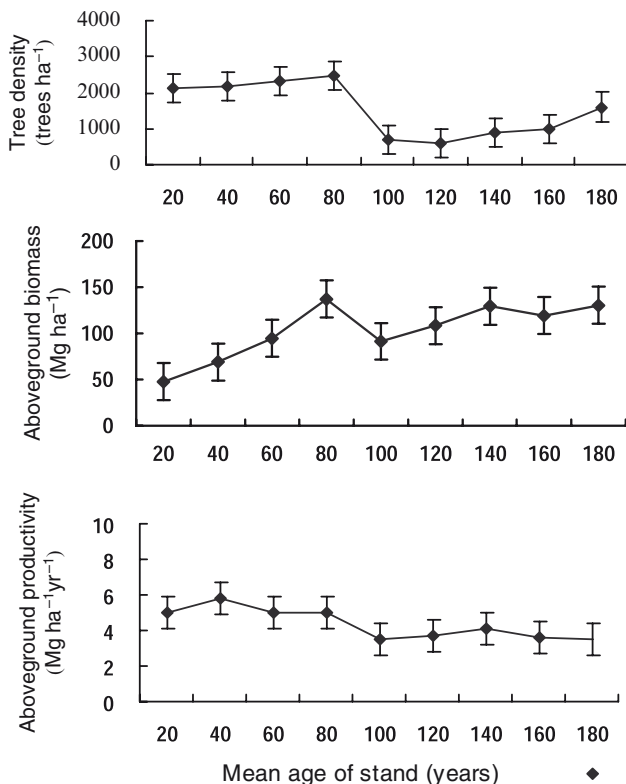 Tree density
(trees ha⁻¹)
4000
3000
2000
1000
0
20 40 60 80 100 120 140 160 180
Aboveground biomass
(Mg ha⁻¹)
200
150
100
50
0
20 40 60 80 100 120 140 160 180
Aboveground productivity
(Mg ha⁻¹yr⁻¹)
10
8
6
4
2
0
20 40 60 80 100 120 140 160 180
Mean age of stand (years)